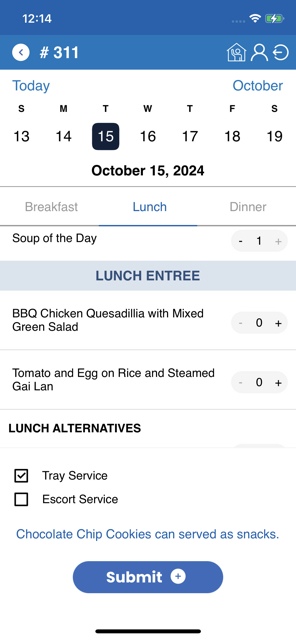 12:14
# 311
Today
October
S M T W T F S
13 14 15 16 17 18 19
October 15, 2024
Breakfast Lunch Dinner
Soup of the Day
- 1 +
LUNCH ENTREE
BBQ Chicken Quesadillia with Mixed
Green Salad
- 0 +
Tomato and Egg on Rice and Steamed
Gai Lan
- 0 +
LUNCH ALTERNATIVES
Tray Service
Escort Service
Chocolate Chip Cookies can served as snacks.
Submit +